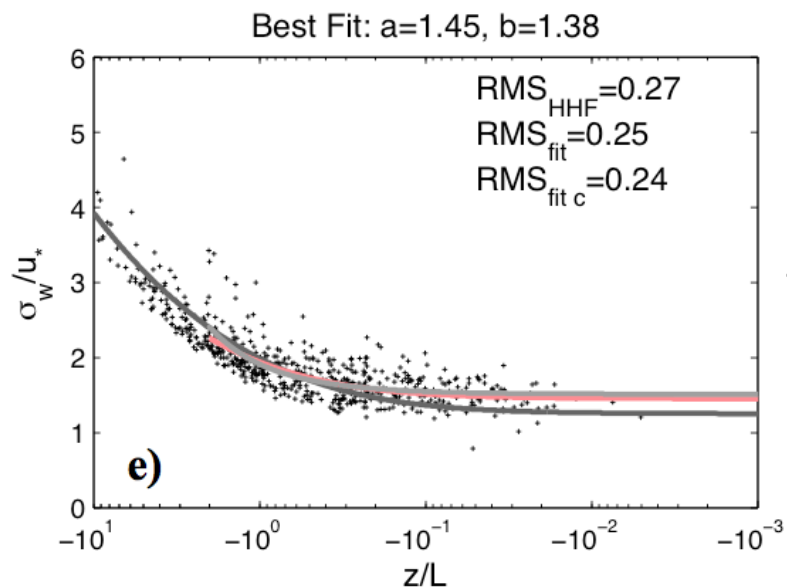 Best Fit: a=1.45, b=1.38
RMS_HHF=0.27
RMS_fit=0.25
RMS_fit c=0.24
6
5
4
3
2
1
0
σ_w/u_*
e)
−10^1
−10^0
−10^−1
−10^−2
−10^−3
z/L